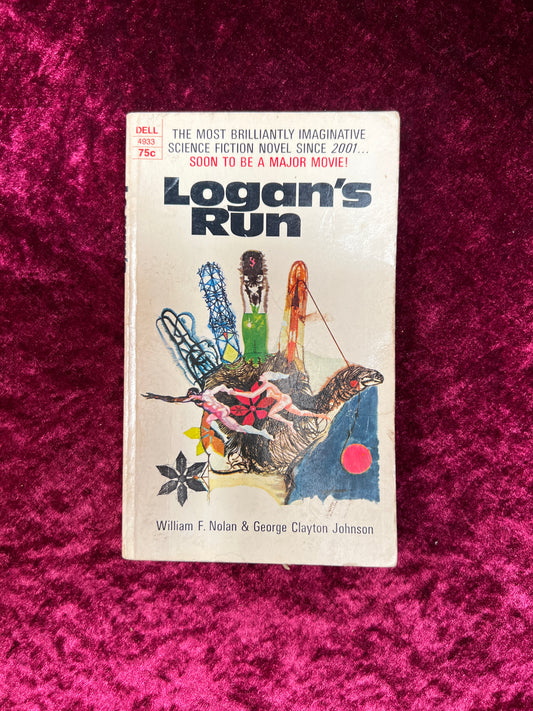 DELL
4933
75c
THE MOST BRILLIANTLY IMAGINATIVE
SCIENCE FICTION NOVEL SINCE 2001...
SOON TO BE A MAJOR MOVIE!
Logan's
Run
William F. Nolan & George Clayton Johnson